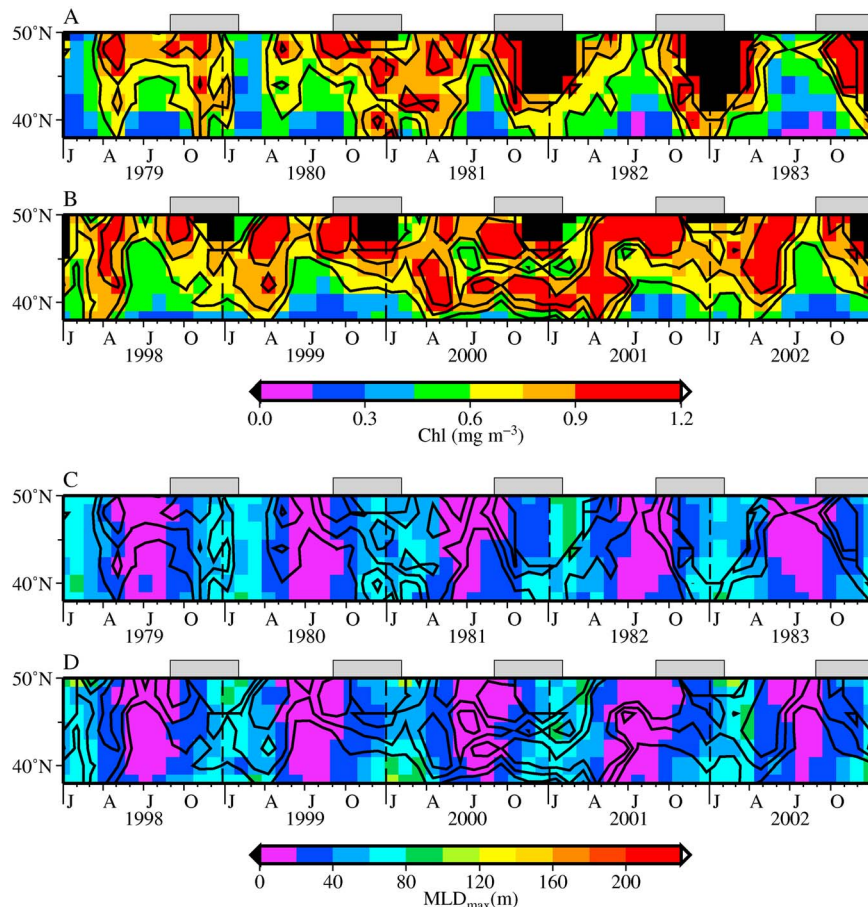 A
50°N
40°N
J A J O J A J O J A J O J A J O J A J O
1979 1980 1981 1982 1983
B
50°N
40°N
J A J O J A J O J A J O J A J O J A J O
1998 1999 2000 2001 2002
0.0 0.3 0.6 0.9 1.2
Chl (mg m⁻³)
C
50°N
40°N
J A J O J A J O J A J O J A J O J A J O
1979 1980 1981 1982 1983
D
50°N
40°N
J A J O J A J O J A J O J A J O J A J O
1998 1999 2000 2001 2002
0 40 80 120 160 200
MLDmax(m)